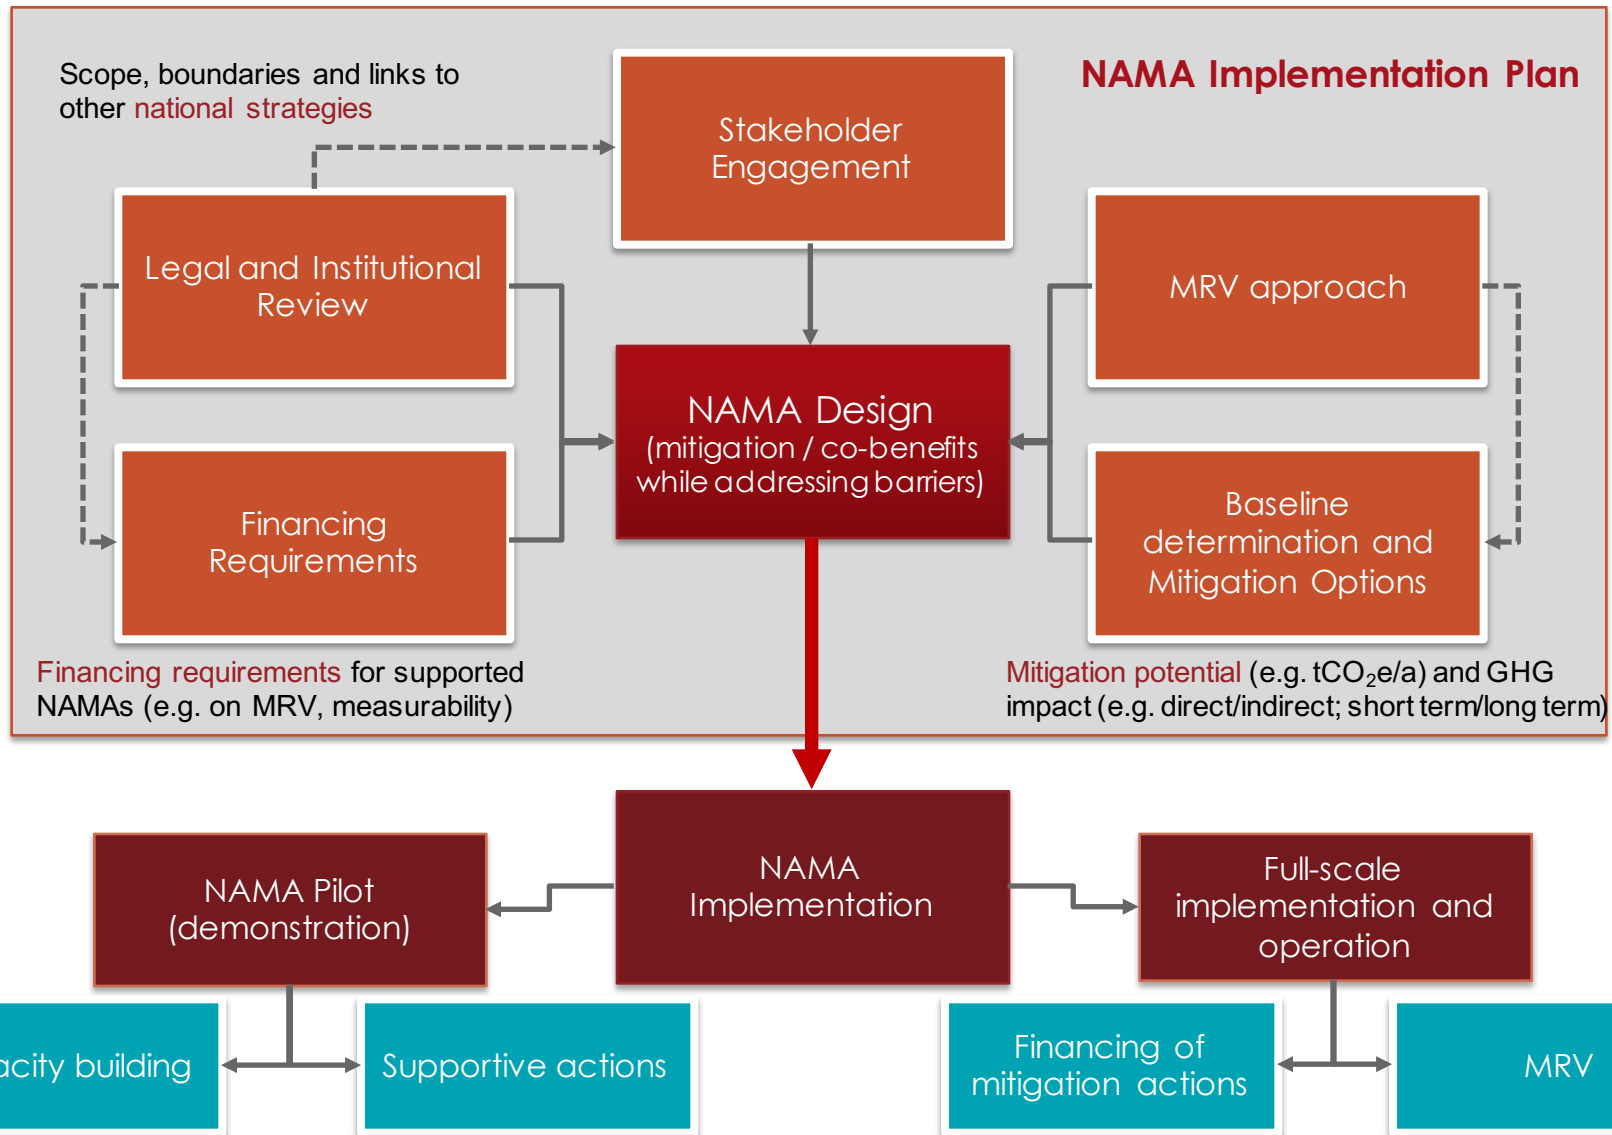 NAMA Implementation Plan
Scope, boundaries and links to
other national strategies
Stakeholder
Engagement
Legal and Institutional
Review
MRV approach
NAMA Design
(mitigation / co-benefits
while addressing barriers)
Financing
Requirements
Baseline
determination and
Mitigation Options
Financing requirements for supported
NAMAs (e.g. on MRV, measurability)
Mitigation potential (e.g. tCO₂e/a) and GHG
impact (e.g. direct/indirect; short term/long term)
NAMA Pilot
(demonstration)
NAMA
Implementation
Full-scale
implementation and
operation
acity building
Supportive actions
Financing of
mitigation actions
MRV